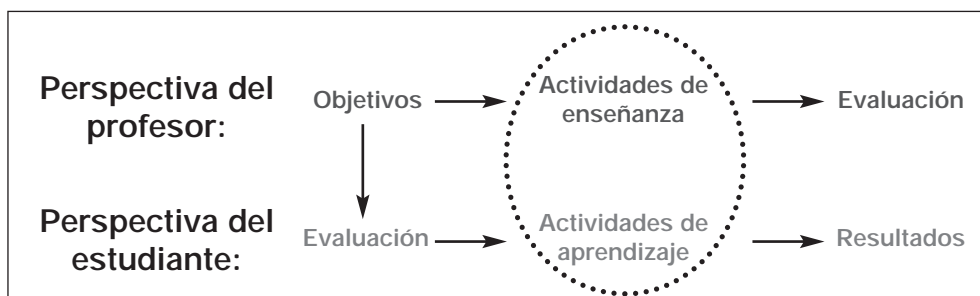 Perspectiva del
profesor:
Objetivos
Actividades de
enseñanza
Evaluación
Perspectiva del
estudiante:
Evaluación
Actividades de
aprendizaje
Resultados